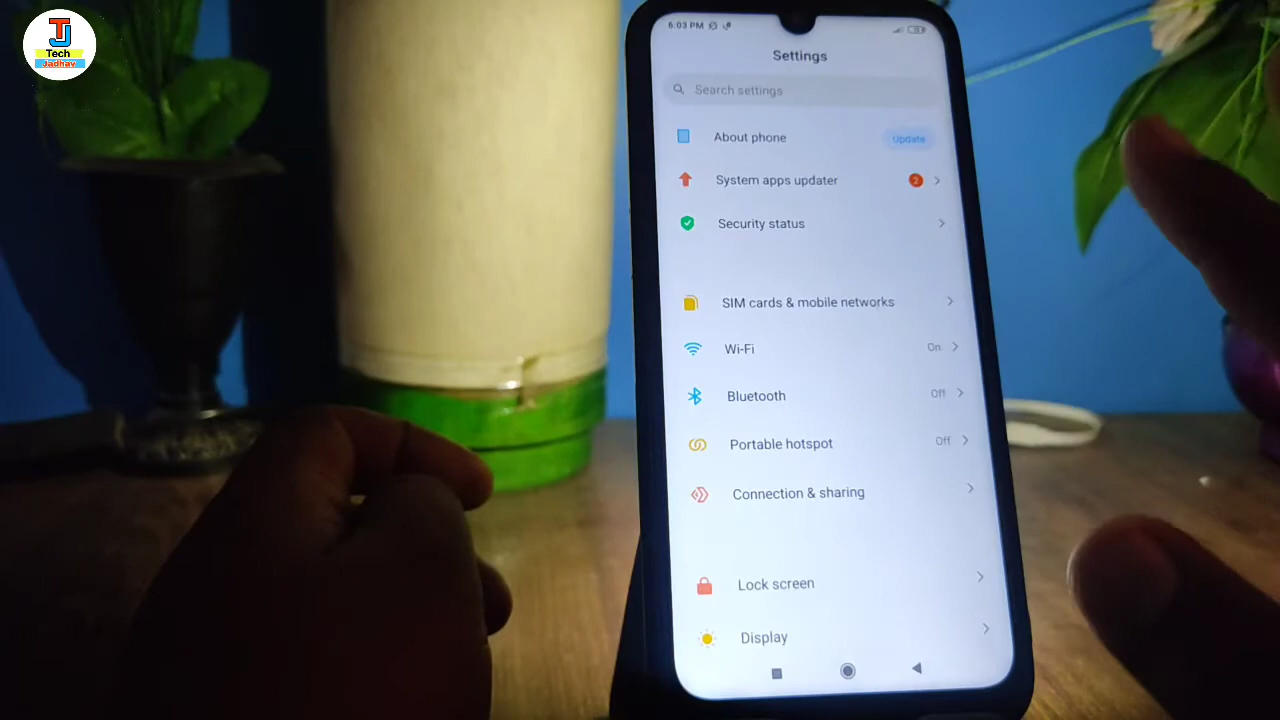 TJ
Tech
Jadhav
6:03 PM
Settings
Search settings
About phone
Update
System apps updater
2
Security status
SIM cards & mobile networks
Wi-Fi
On
Bluetooth
Off
Portable hotspot
Off
Connection & sharing
Lock screen
Display